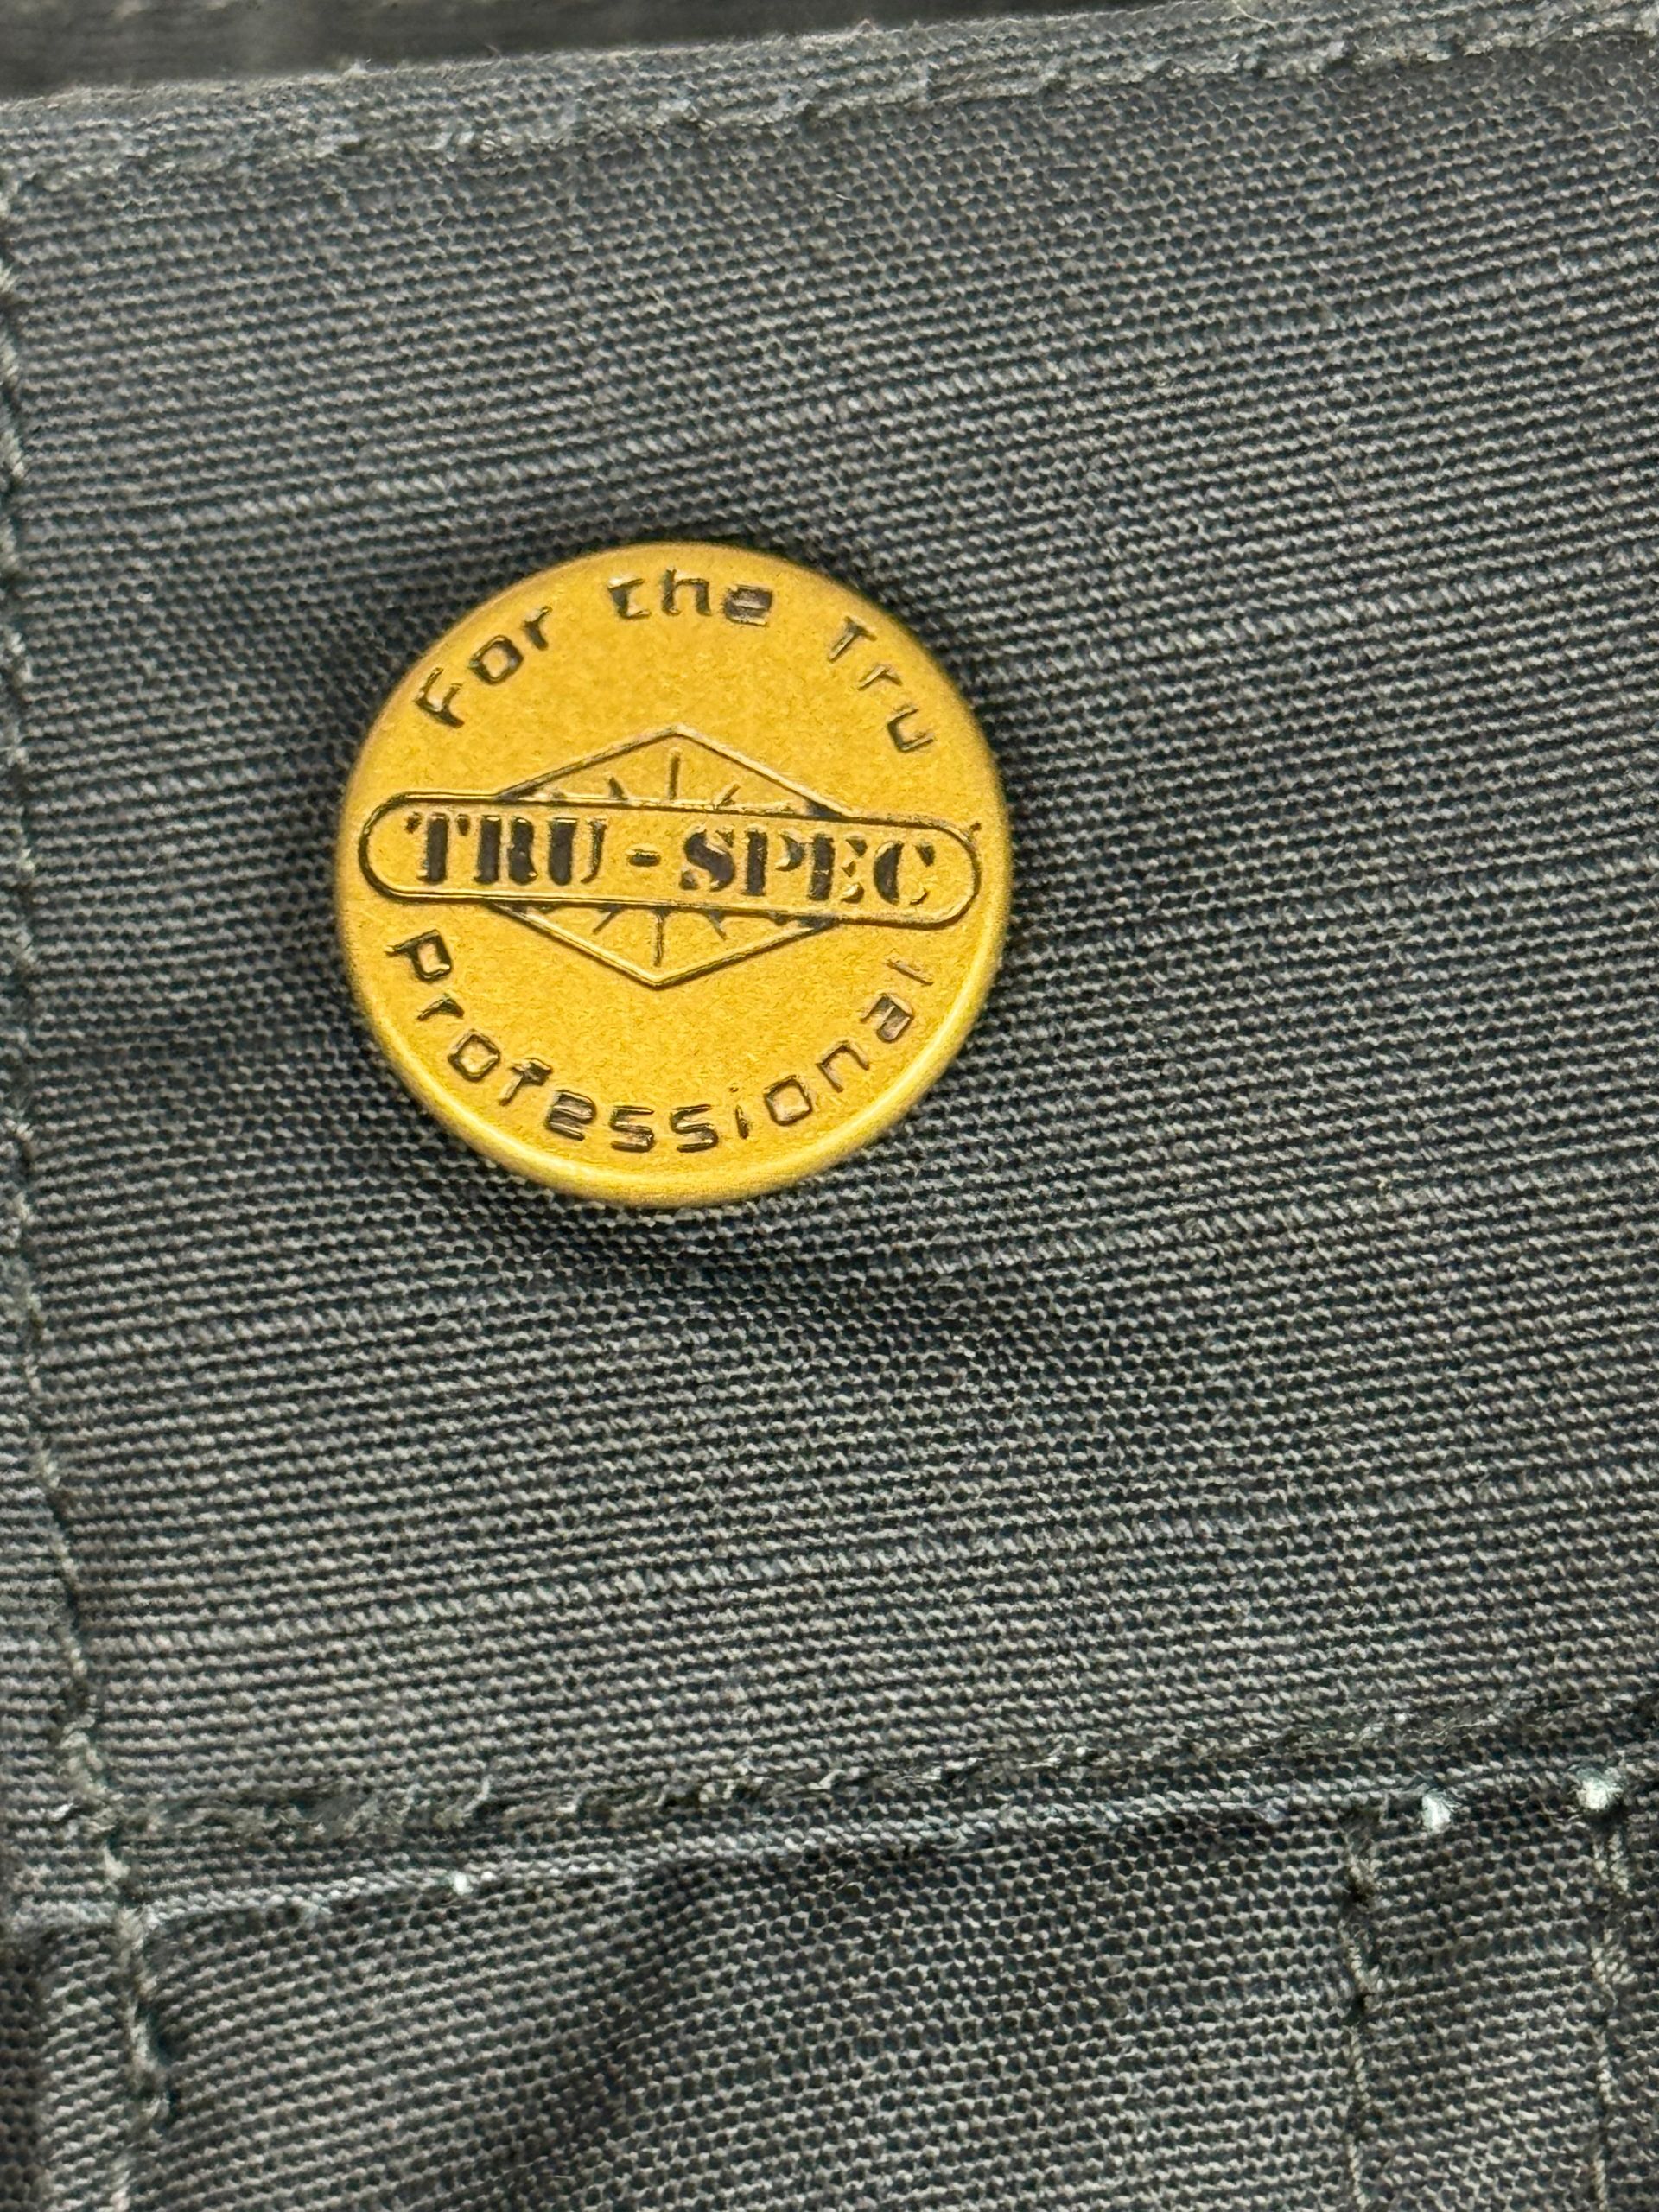 For the Tru
TRU-SPEC
Professional